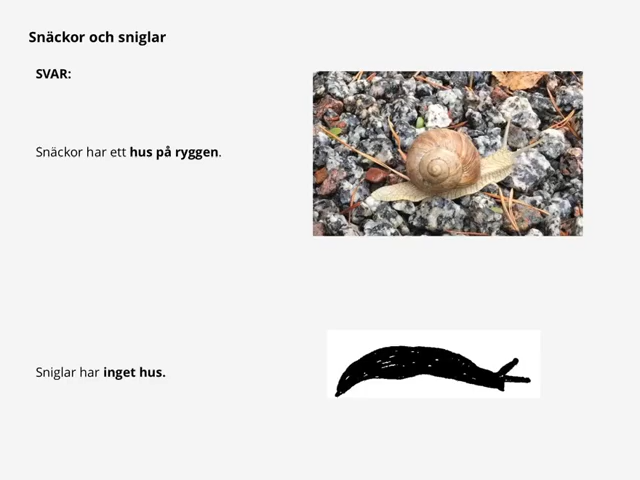 Snäckor och sniglar
SVAR:
Snäckor har ett hus på ryggen.
Sniglar har inget hus.